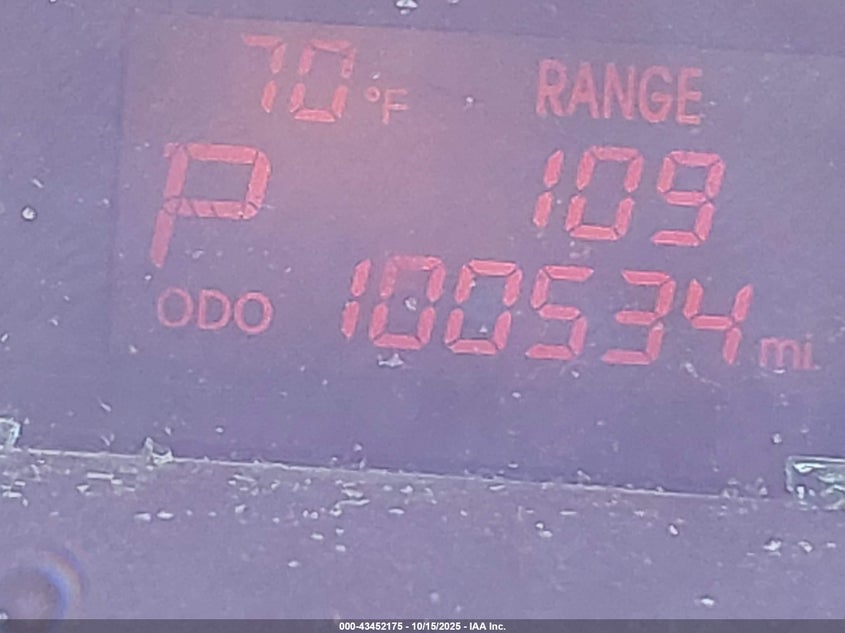 70 °F RANGE
P 109
ODO 100534 mi.
000-43452175 - 10/15/2025 - IAA Inc.